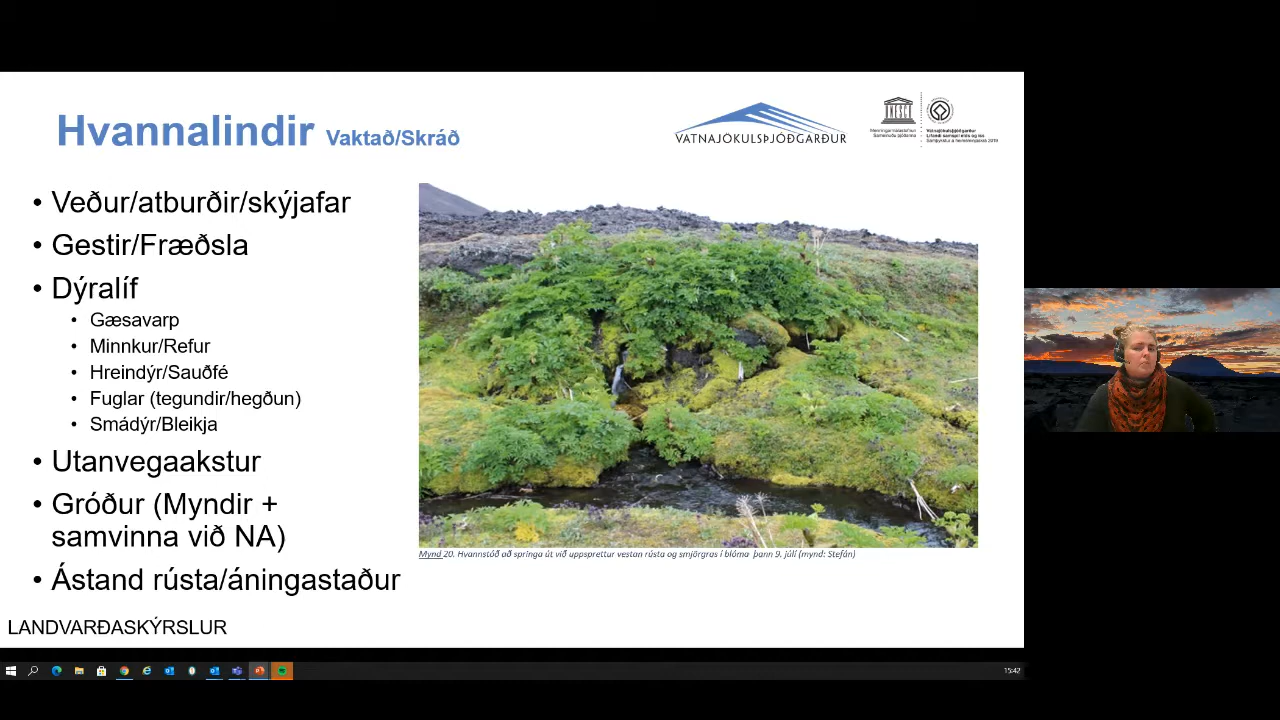 Hvannalindir Vaktað/Skráð
VATNAJÖKULSÞJÓÐGARÐUR
UNESCO
Vatnajökulsþjóðgarður
• Veður/atburðir/skýjafar
• Gestir/Fræðsla
• Dýralíf
• Gæsavarp
• Minnkur/Refur
• Hreindýr/Sauðfé
• Fuglar (tegundir/hegðun)
• Smádýr/Bleikja
• Utanvegaakstur
• Gróður (Myndir +
samvinna við NA)
• Ástand rústa/áningastaður
Mynd 20. Hvannstóð að springa út við uppsprettur vestan rústa og smjörgras í blóma þann 9. júlí (mynd: Stefán)
LANDVARÐASKÝRSLUR
15:42